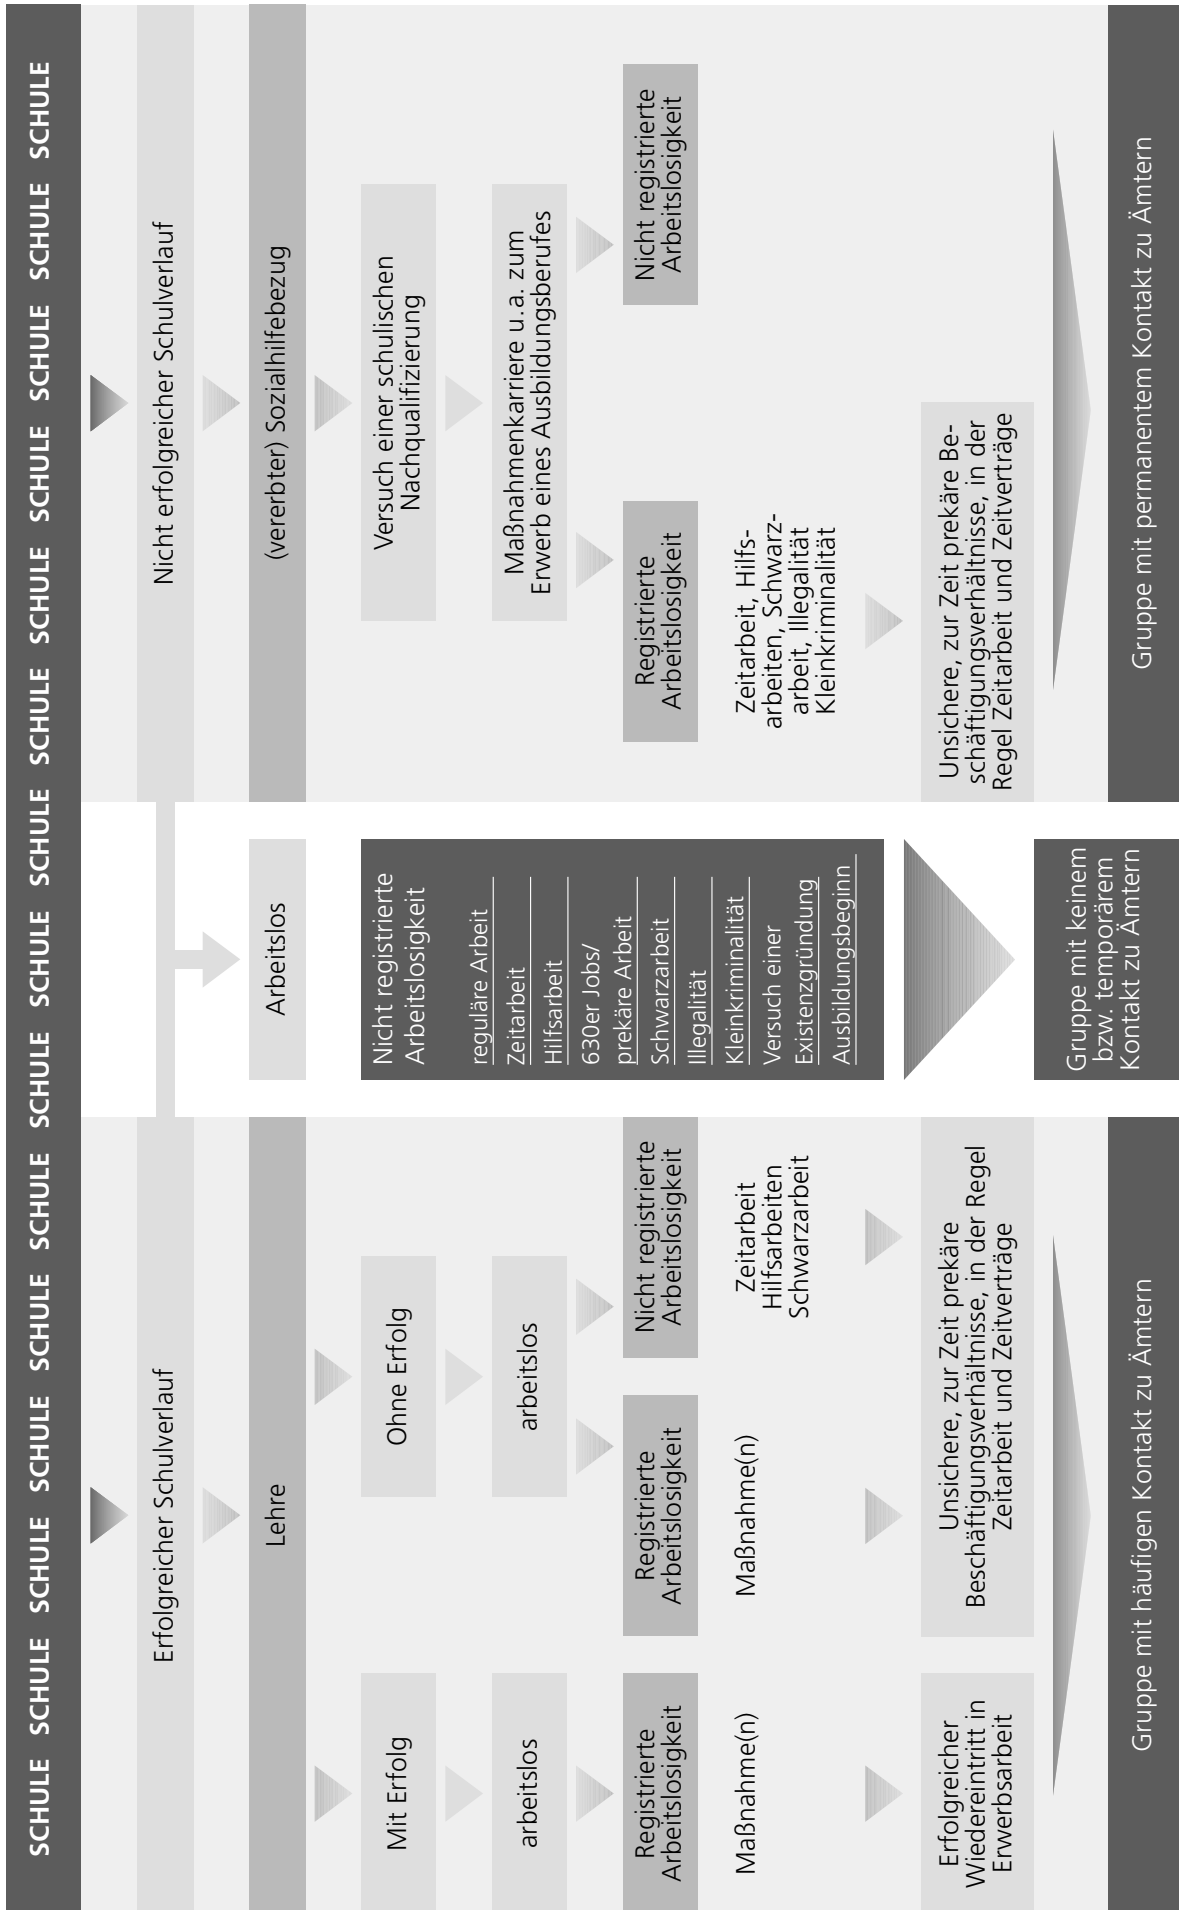 SCHULE SCHULE SCHULE SCHULE SCHULE SCHULE SCHULE SCHULE SCHULE SCHULE SCHULE SCHULE SCHULE SCHULE SCHULE
Erfolgreicher Schulverlauf
Nicht erfolgreicher Schulverlauf
Lehre
Arbeitslos
(vererbter) Sozialhilfebezug
Mit Erfolg
arbeitslos
Registrierte
Arbeitslosigkeit
Maßnahme(n)
Erfolgreicher
Wiedereintritt in
Erwerbsarbeit
Ohne Erfolg
arbeitslos
Registrierte
Arbeitslosigkeit
Maßnahme(n)
Nicht registrierte
Arbeitslosigkeit
Zeitarbeit
Hilfsarbeiten
Schwarzarbeit
Unsichere, zur Zeit prekäre
Beschäftigungsverhältnisse, in der Regel
Zeitarbeit und Zeitverträge
Gruppe mit häufigen Kontakt zu Ämtern
Nicht registrierte
Arbeitslosigkeit
reguläre Arbeit
Zeitarbeit
Hilfsarbeit
630er Jobs/
prekäre Arbeit
Schwarzarbeit
Illegalität
Kleinkriminalität
Versuch einer
Existenzgründung
Ausbildungsbeginn
Gruppe mit keinem
bzw. temporärem
Kontakt zu Ämtern
Versuch einer schulischen
Nachqualifizierung
Maßnahmenkarriere u.a. zum
Erwerb eines Ausbildungsberufes
Registrierte
Arbeitslosigkeit
Zeitarbeit, Hilfs-
arbeiten, Schwarz-
arbeit, Illegalität
Kleinkriminalität
Nicht registrierte
Arbeitslosigkeit
Unsichere, zur Zeit prekäre Be-
schäftigungsverhältnisse, in der
Regel Zeitarbeit und Zeitverträge
Gruppe mit permanentem Kontakt zu Ämtern